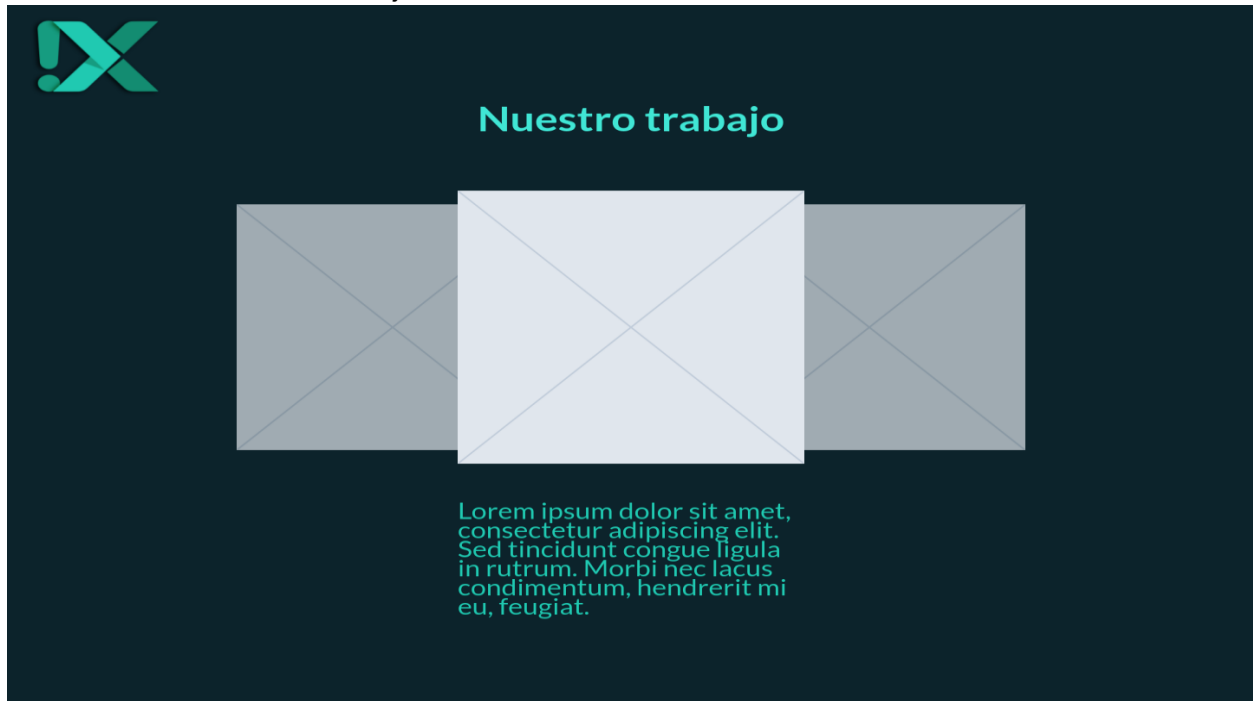 Nuestro trabajo
Lorem ipsum dolor sit amet,
consectetur adipiscing elit.
Sed tincidunt congue ligula
in rutrum. Morbi nec lacus
condimentum, hendrerit mi
eu, feugiat.